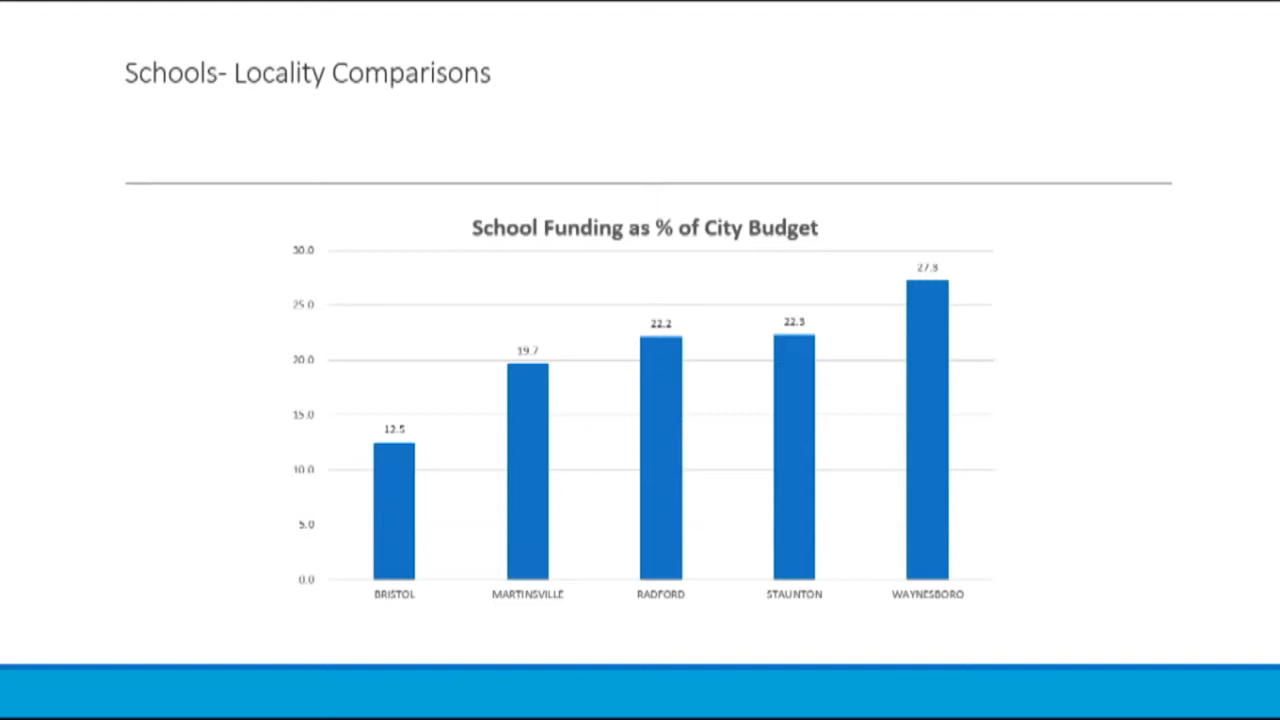 Schools- Locality Comparisons
School Funding as % of City Budget
30.0
25.0
20.0
15.0
10.0
5.0
0.0
12.5
19.7
22.2
22.3
27.3
BRISTOL
MARTINSVILLE
RADFORD
STAUNTON
WAYNESBORO